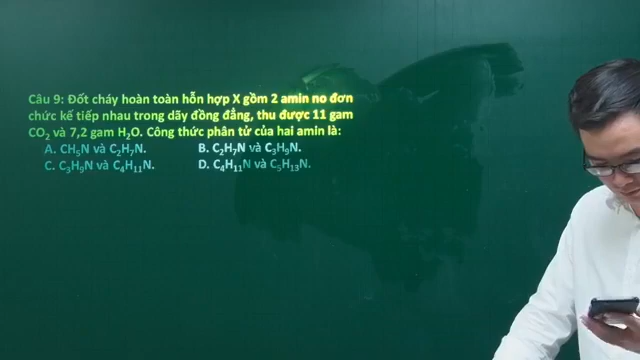 Câu 9: Đốt cháy hoàn toàn hỗn hợp X gồm 2 amin no đơn
chức kế tiếp nhau trong dãy đồng đẳng, thu được 11 gam
CO₂ và 7,2 gam H₂O. Công thức phân tử của hai amin là:
A. CH₅N và C₂H₇N. B. C₂H₇N và C₃H₉N.
C. C₃H₉N và C₄H₁₁N. D. C₄H₁₁N và C₅H₁₃N.